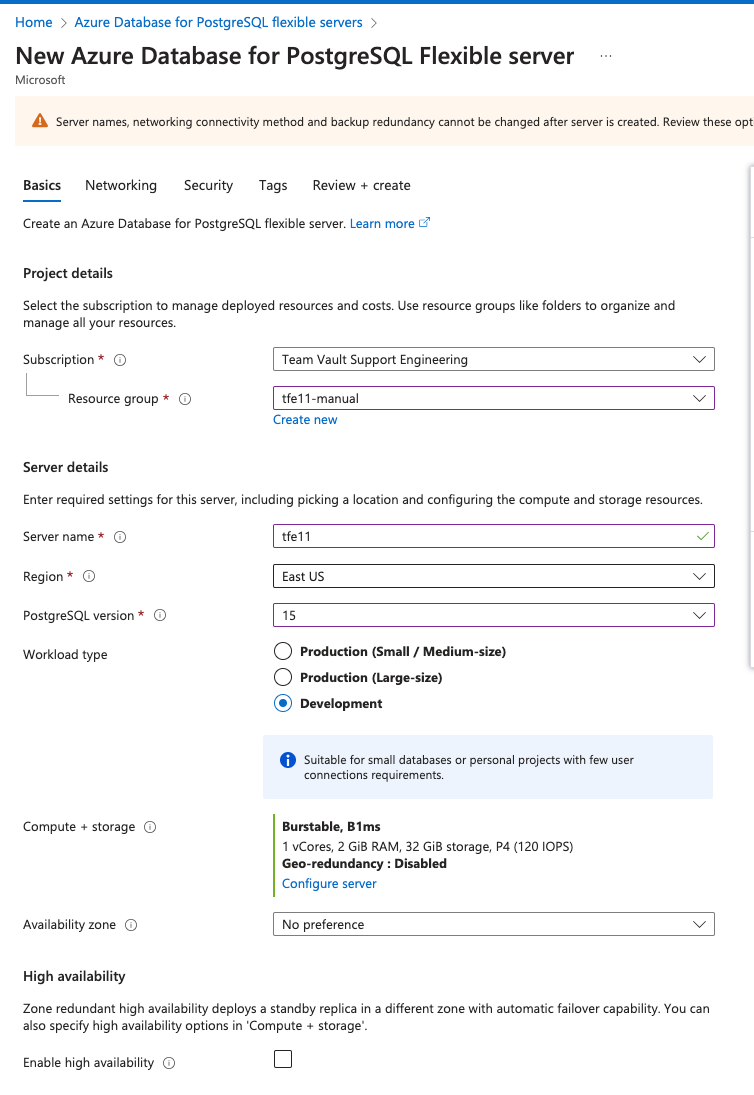 Home > Azure Database for PostgreSQL flexible servers >
New Azure Database for PostgreSQL Flexible server ...
Microsoft
Server names, networking connectivity method and backup redundancy cannot be changed after server is created. Review these opt
Basics Networking Security Tags Review + create
Create an Azure Database for PostgreSQL flexible server. Learn more
Project details
Select the subscription to manage deployed resources and costs. Use resource groups like folders to organize and
manage all your resources.
Subscription * Team Vault Support Engineering
Resource group * tfe11-manual
Create new
Server details
Enter required settings for this server, including picking a location and configuring the compute and storage resources.
Server name * tfe11
Region * East US
PostgreSQL version * 15
Workload type Production (Small / Medium-size)
Production (Large-size)
Development
Suitable for small databases or personal projects with few user
connections requirements.
Compute + storage Burstable, B1ms
1 vCores, 2 GiB RAM, 32 GiB storage, P4 (120 IOPS)
Geo-redundancy : Disabled
Configure server
Availability zone No preference
High availability
Zone redundant high availability deploys a standby replica in a different zone with automatic failover capability. You can
also specify high availability options in 'Compute + storage'.
Enable high availability